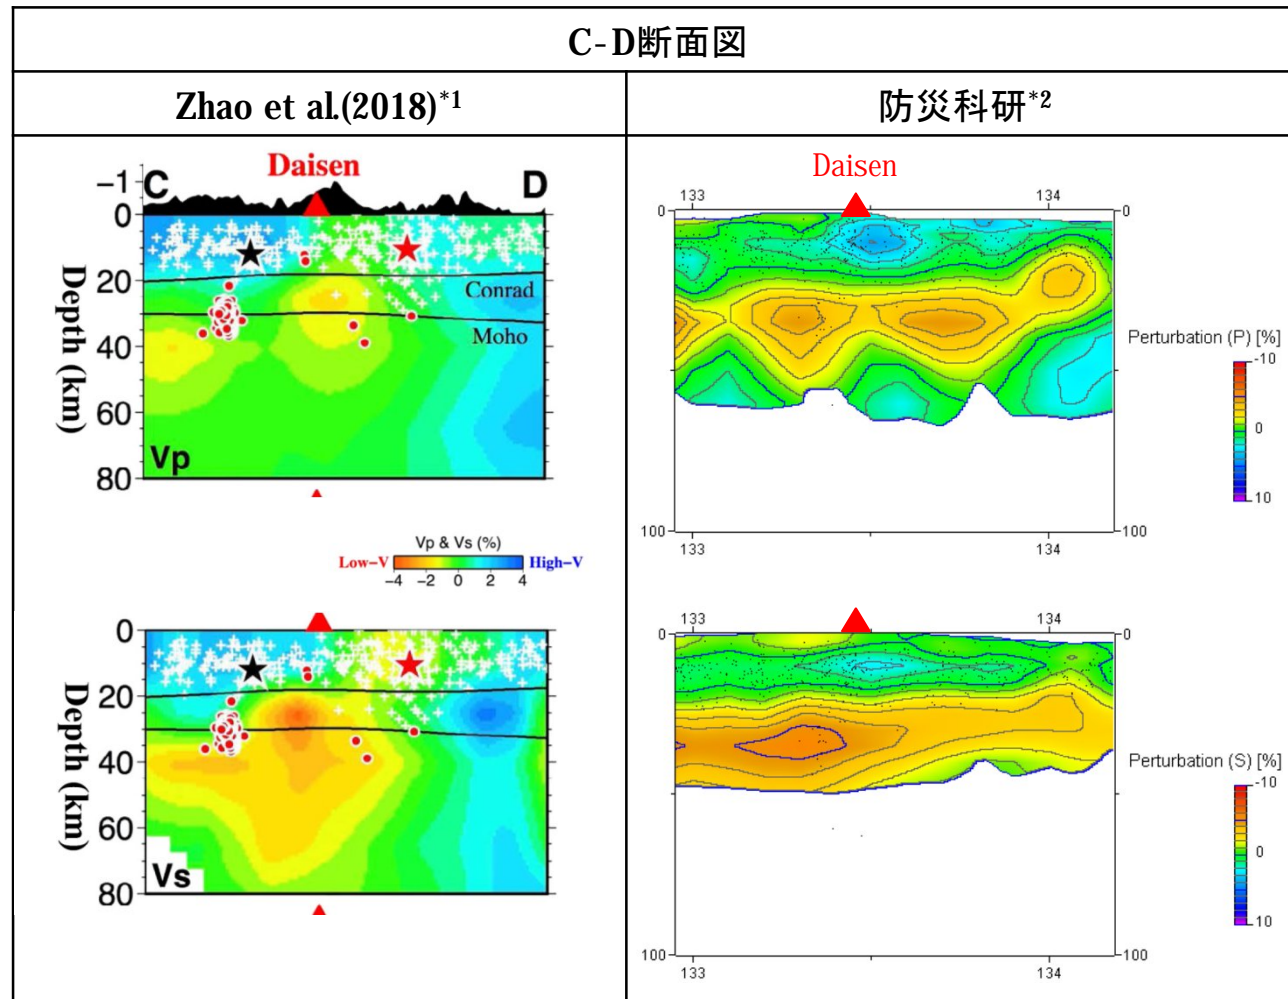 C-D断面図
Zhao et al.(2018)*1
防災科研*2
Daisen
C
D
−1
0
20
40
60
80
Depth (km)
Conrad
Moho
Vp
Vp & Vs (%)
Low−V
High−V
−4 −2 0 2 4
0
20
40
60
80
Depth (km)
Vs
Daisen
133 134
0 0
100 100
133 134
Perturbation (P) [%]
-10
0
10
133 134
0 0
100 100
133 134
Perturbation (S) [%]
-10
0
10